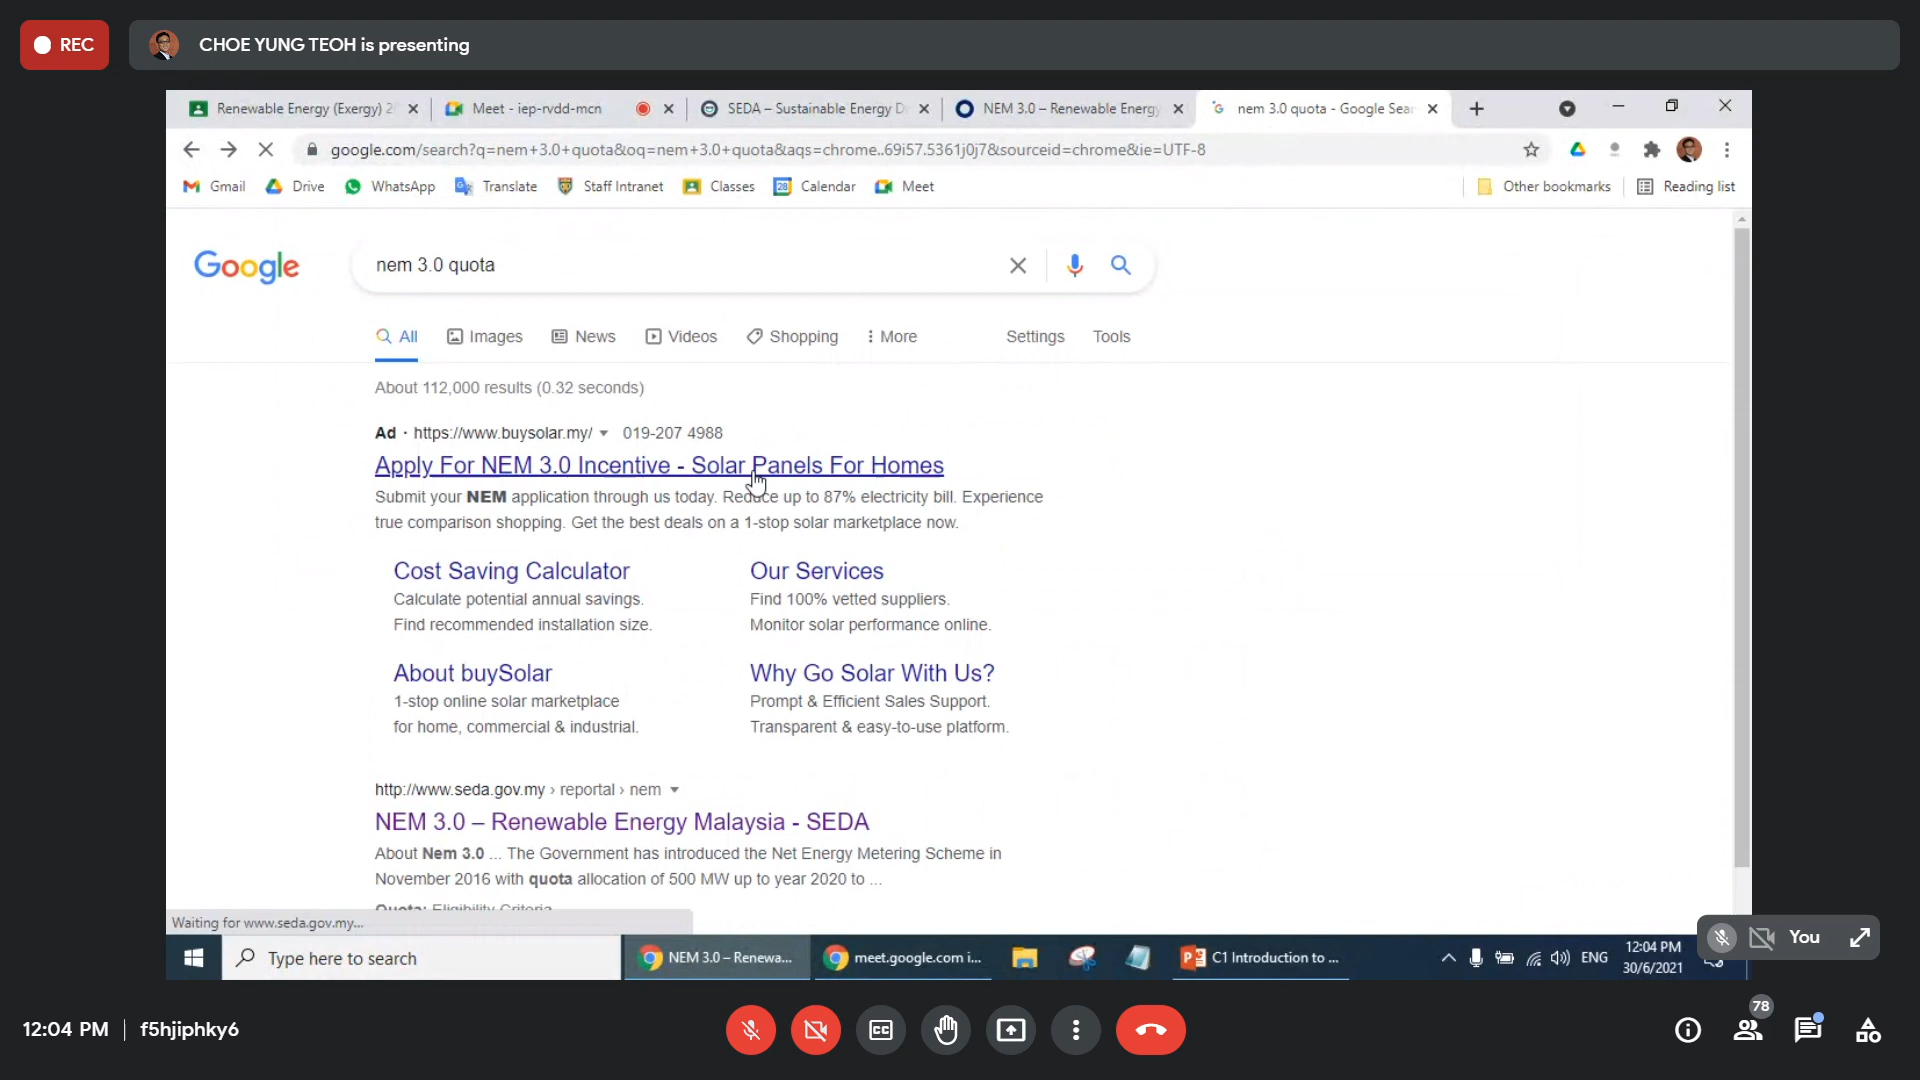 REC
CHOE YUNG TEOH is presenting
Renewable Energy (Exergy) 2
Meet - iep-rvdd-mcn
SEDA – Sustainable Energy D
NEM 3.0 – Renewable Energy
nem 3.0 quota - Google Sear
google.com/search?q=nem+3.0+quota&oq=nem+3.0+quota&aqs=chrome..69i57.5361j0j7&sourceid=chrome&ie=UTF-8
Gmail Drive WhatsApp Translate Staff Intranet Classes Calendar Meet Other bookmarks Reading list
Google
nem 3.0 quota
All Images News Videos Shopping More Settings Tools
About 112,000 results (0.32 seconds)
Ad · https://www.buysolar.my/ 019-207 4988
Apply For NEM 3.0 Incentive - Solar Panels For Homes
Submit your NEM application through us today. Reduce up to 87% electricity bill. Experience
true comparison shopping. Get the best deals on a 1-stop solar marketplace now.
Cost Saving Calculator
Calculate potential annual savings.
Find recommended installation size.
Our Services
Find 100% vetted suppliers.
Monitor solar performance online.
About buySolar
1-stop online solar marketplace
for home, commercial & industrial.
Why Go Solar With Us?
Prompt & Efficient Sales Support.
Transparent & easy-to-use platform.
http://www.seda.gov.my › reportal › nem
NEM 3.0 – Renewable Energy Malaysia - SEDA
About Nem 3.0 ... The Government has introduced the Net Energy Metering Scheme in
November 2016 with quota allocation of 500 MW up to year 2020 to ...
Quota: Eligibility Criteria
Waiting for www.seda.gov.my...
You
Type here to search
NEM 3.0 – Renewa...
meet.google.com i...
C1 Introduction to ...
ENG
12:04 PM
30/6/2021
12:04 PM | f5hjiphky6
78